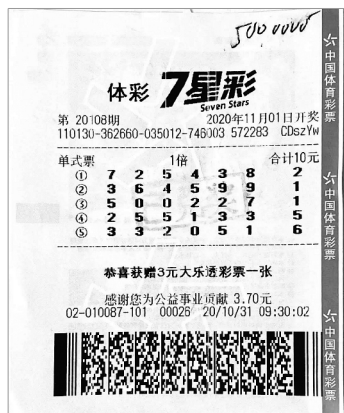 5000000
体彩 7星彩
Seven Stars
第 20108期 2020年11月01日开奖
110130-362660-035012-746003 572283 CDszYw
单式票 1倍 合计10元
① 7 2 5 4 3 8 2
② 3 6 4 5 9 9 1
③ 5 0 0 2 2 7 1
④ 2 5 5 1 3 3 5
⑤ 3 3 2 0 5 1 6
恭喜获赠3元大乐透彩票一张
感谢您为公益事业贡献 3.70元
02-010087-101 00026 20/10/31 09:30:02
中国体育彩票
中国体育彩票
中国体育彩票